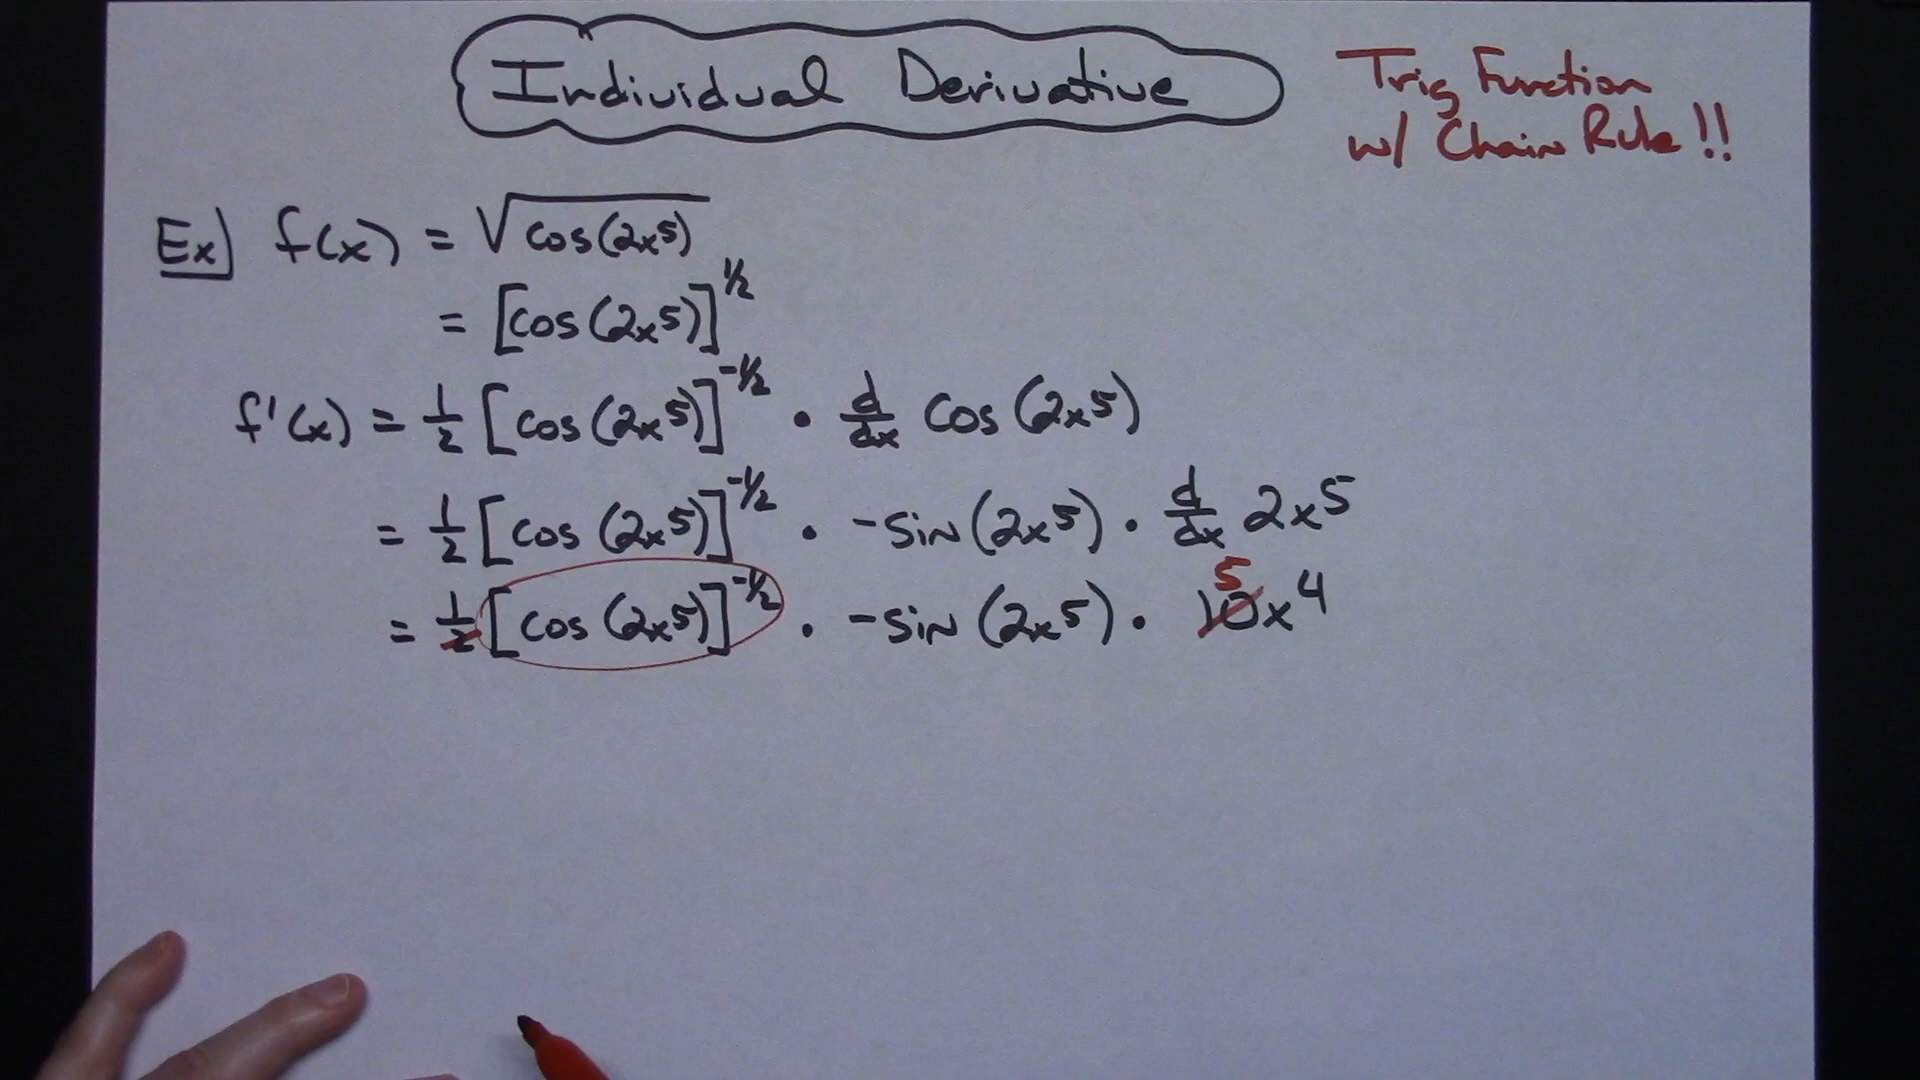 Individual Derivative
Trig Function
w/ Chain Rule!!
Ex] f(x) = √cos(2x⁵)
= [cos(2x⁵)]^½
f'(x) = ½ [cos(2x⁵)]^-½ • d/dx cos(2x⁵)
= ½ [cos(2x⁵)]^-½ • -sin(2x⁵) • d/dx 2x⁵
5
= ½ [cos(2x⁵)]^-½ • -sin(2x⁵) • 10x⁴